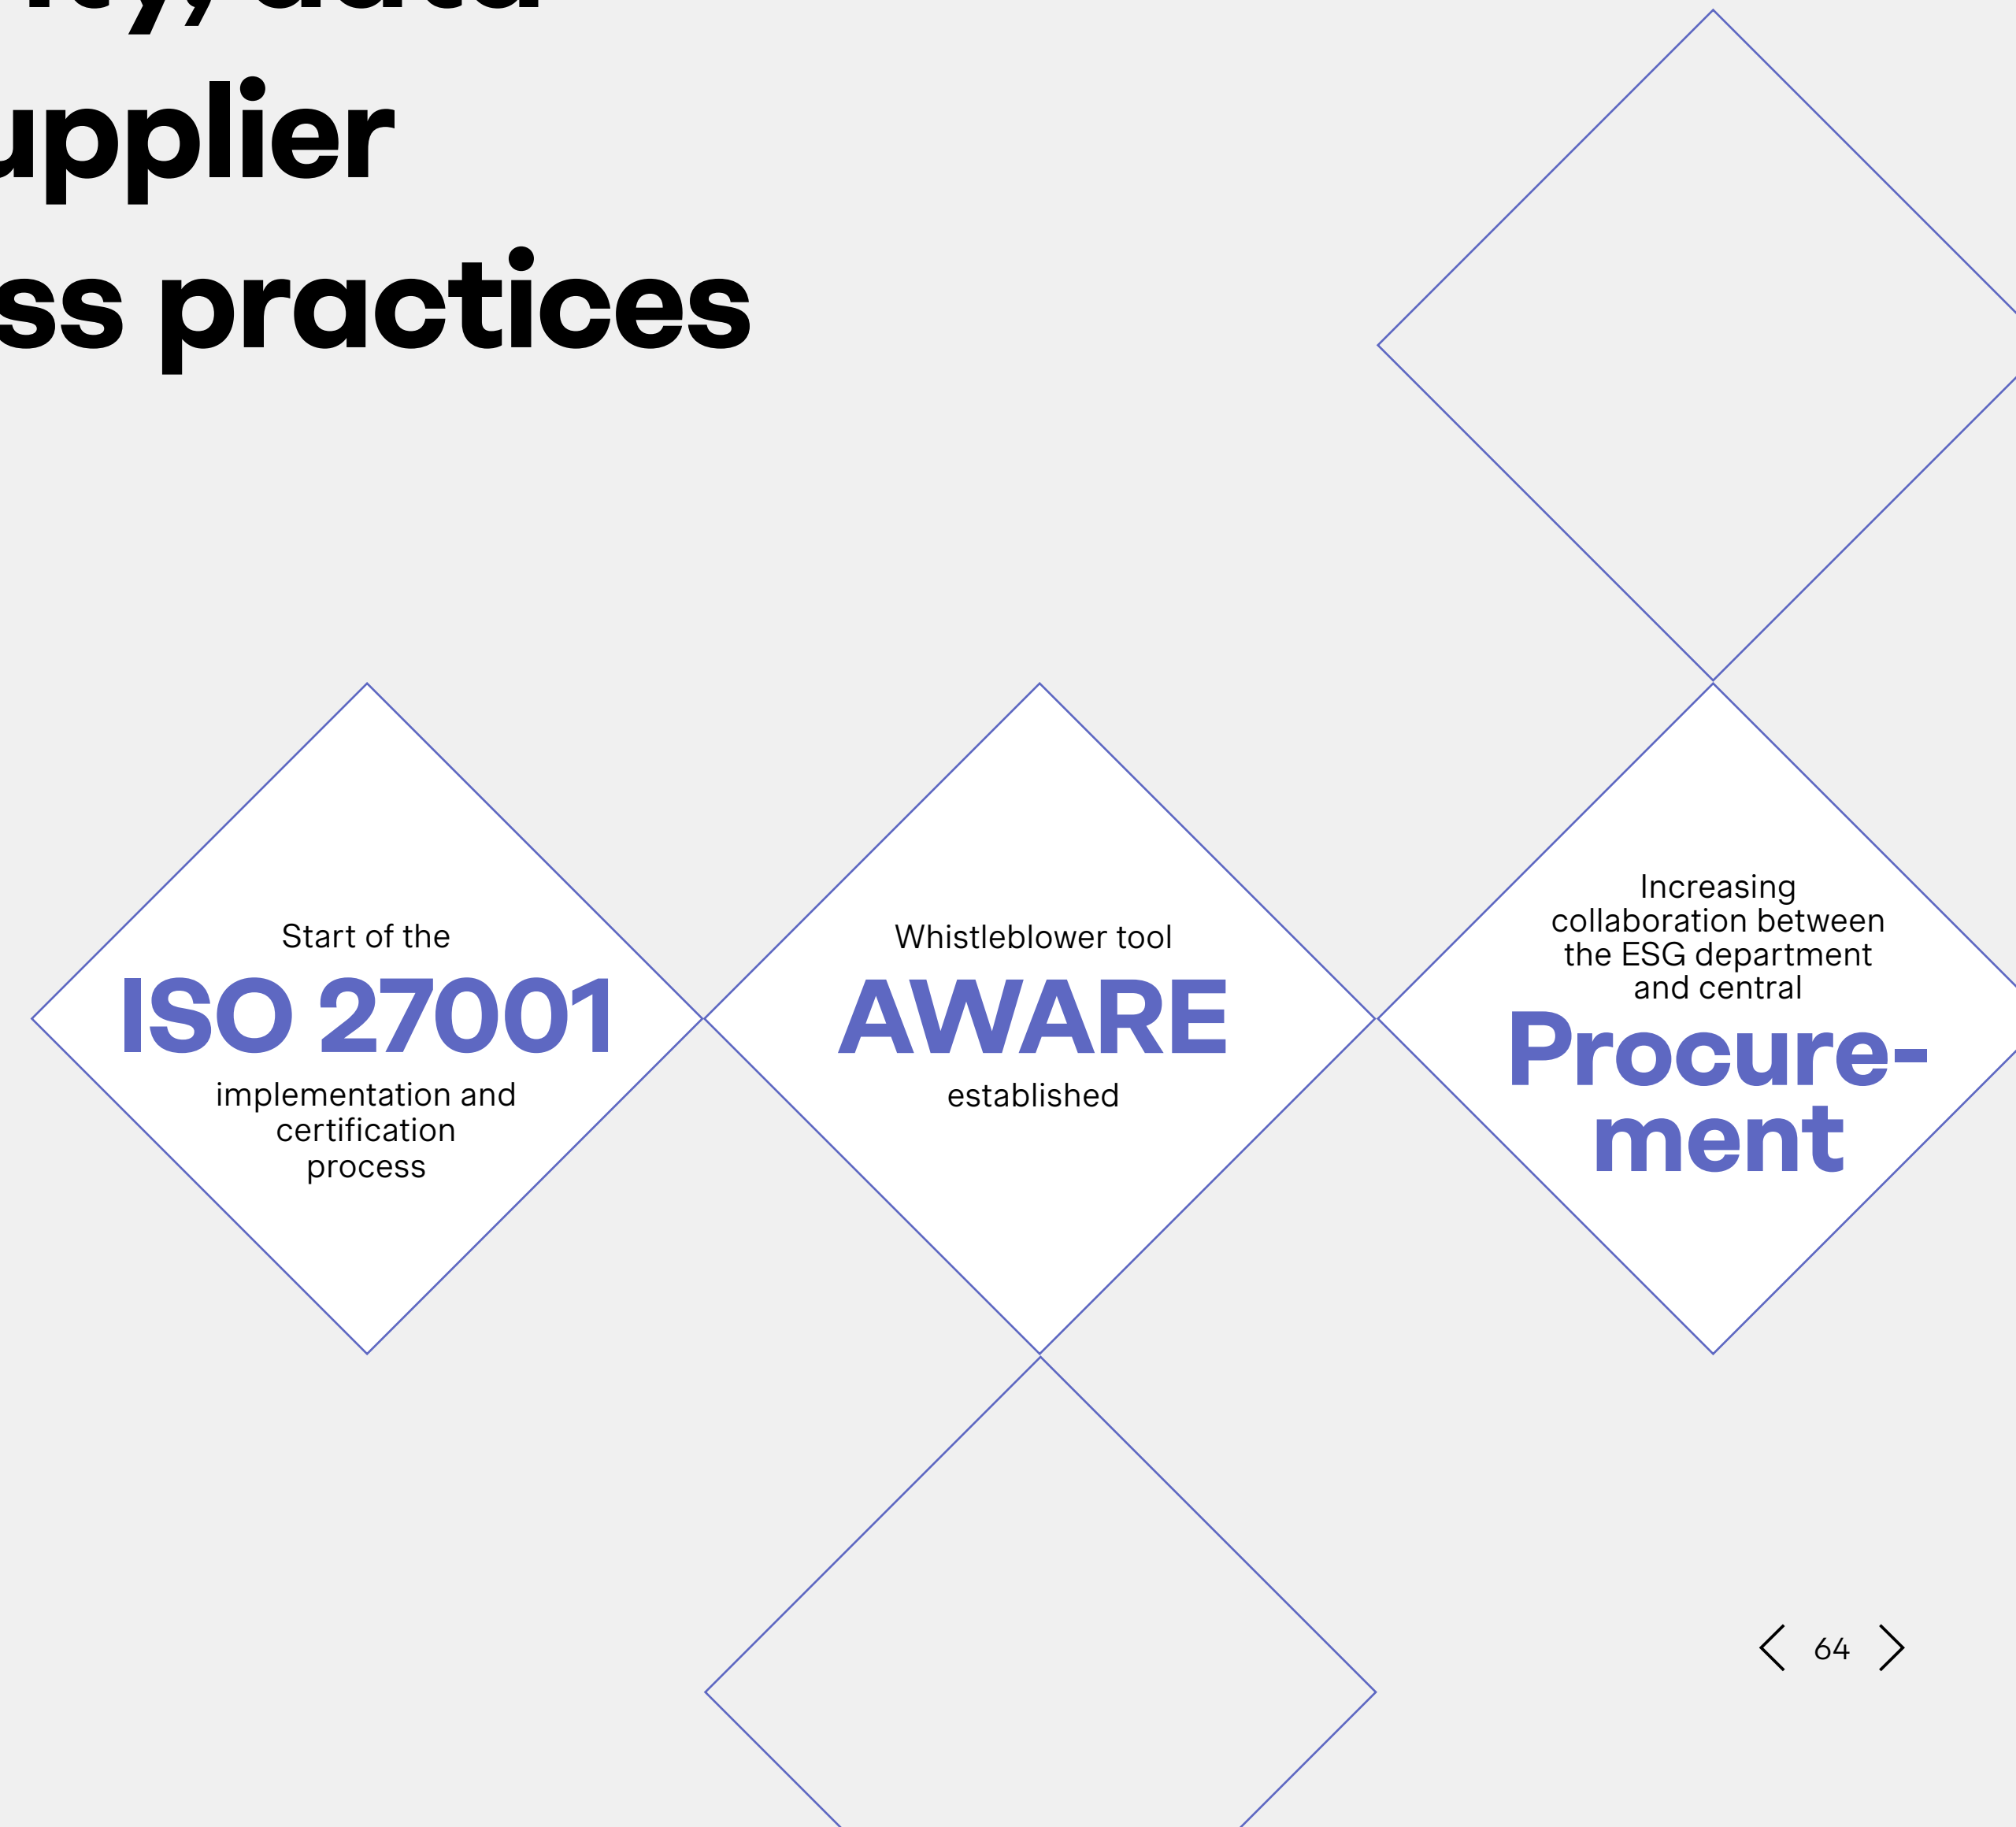 data
upplier
ss practices
Start of the
ISO 27001
implementation and
certification
process
Whistleblower tool
AWARE
established
Increasing
collaboration between
the ESG department
and central
Procure-
ment
64